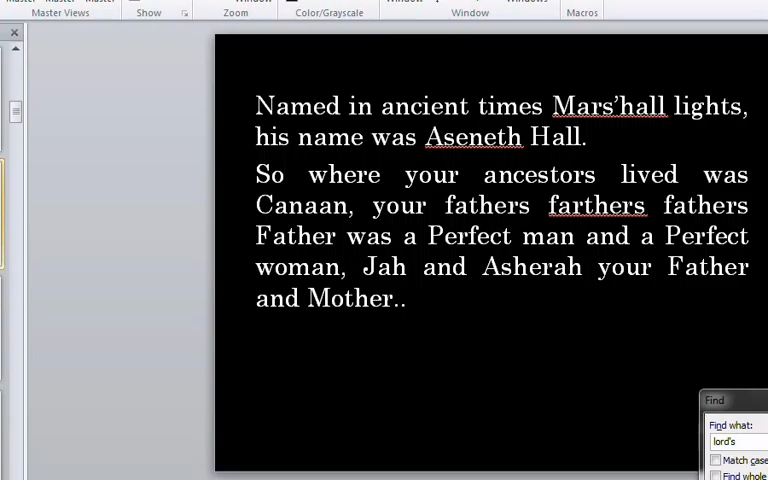 Master Views
Show
Zoom
Color/Grayscale
Window
Macros
Named in ancient times Mars'hall lights,
his name was Aseneth Hall.
So where your ancestors lived was
Canaan, your fathers farthers fathers
Father was a Perfect man and a Perfect
woman, Jah and Asherah your Father
and Mother..
Find
Find what:
lord's
Match case
Find whole